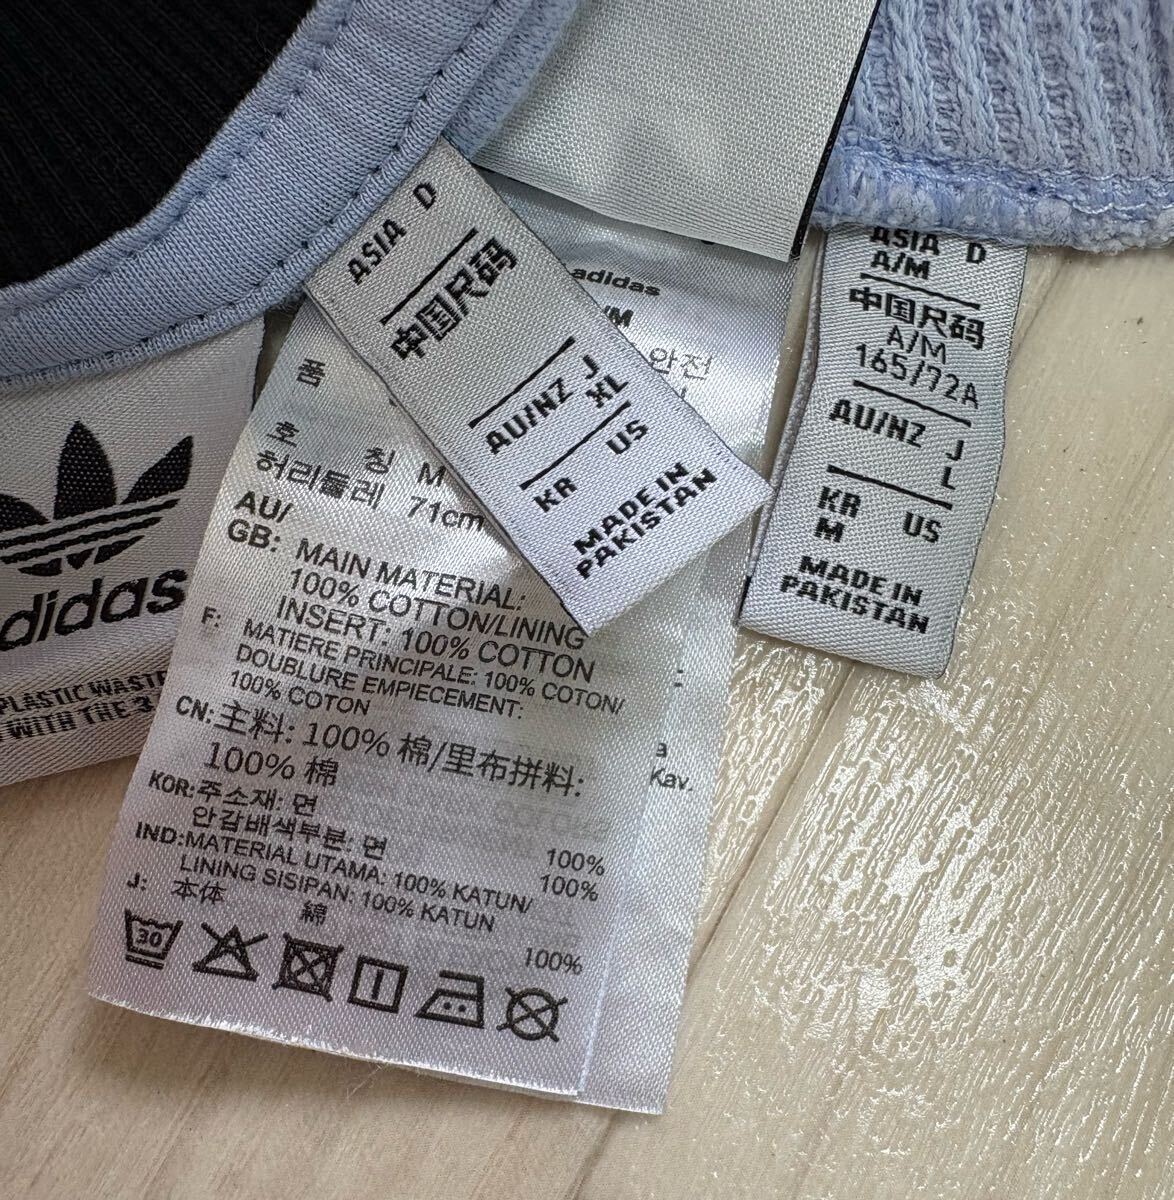 adidas
PLASTIC WASTE
WITH THE 3
adidas
/M
안전
품
호 칭 M
허리둘레 71cm
AU/
GB: MAIN MATERIAL:
100% COTTON/LINING
INSERT: 100% COTTON
F: MATIERE PRINCIPALE: 100% COTON/
DOUBLURE EMPIECEMENT:
100% COTON
CN: 主料: 100% 棉/里布拼料:
100% 棉
KOR: 주소재: 면 100%
안감배색부분: 면 100%
IND: MATERIAL UTAMA: 100% KATUN/
LINING SISIPAN: 100% KATUN
J: 本体 綿 100%
30
Kav.
ASIA D
中国尺码
J
AU/NZ XL
KR US
MADE IN
PAKISTAN
ASIA D
A/M
中国尺码
A/M
165/72A
AU/NZ J
L
KR US
M
MADE IN
PAKISTAN